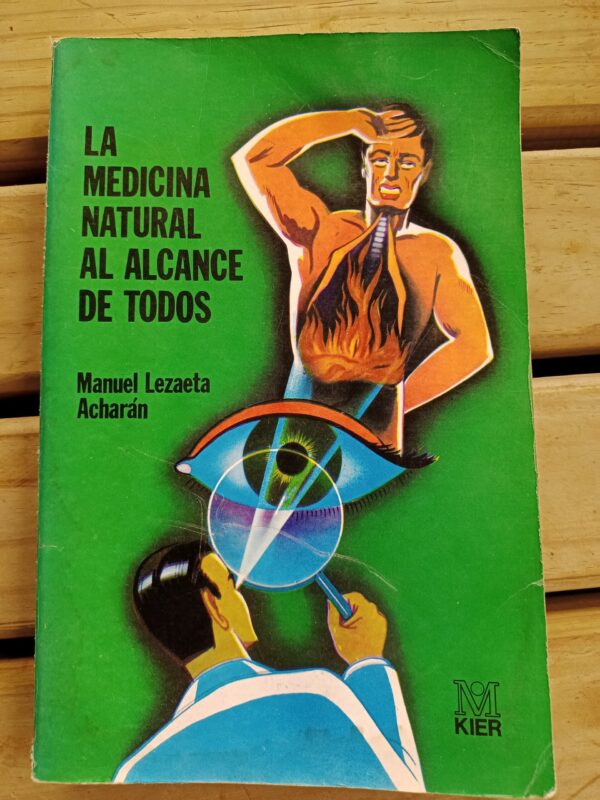 LA
MEDICINA
NATURAL
AL ALCANCE
DE TODOS
Manuel Lezaeta
Acharán
KIER